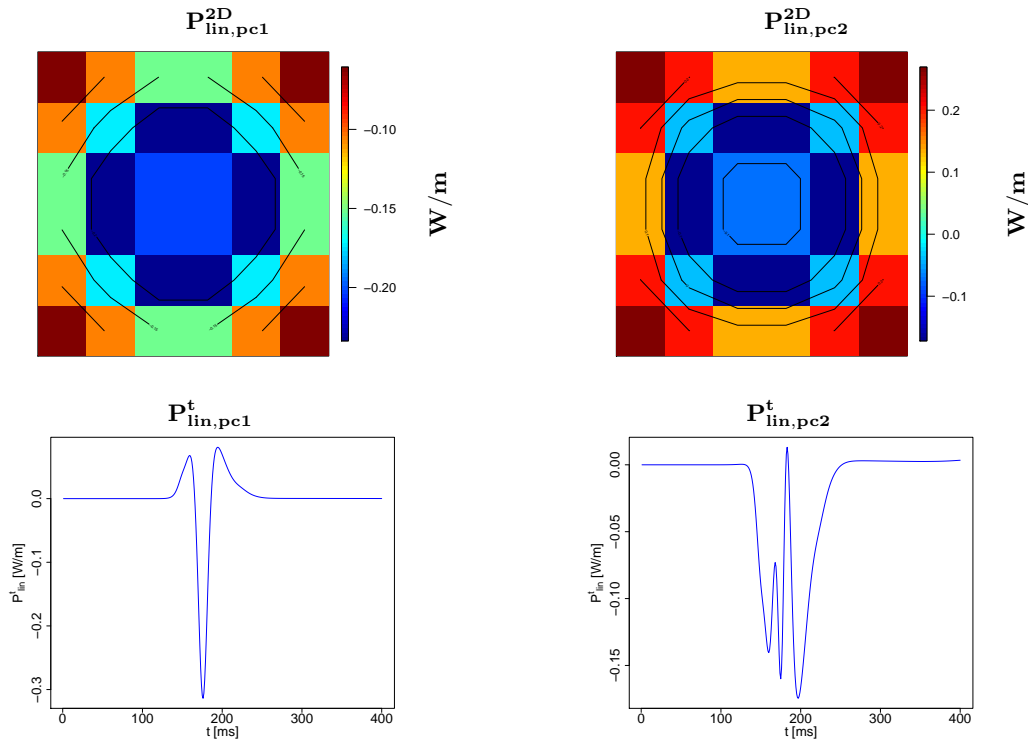 P^2D_lin,pc1
P^2D_lin,pc2
−0.10
−0.15
−0.20
W/m
0.2
0.1
0.0
−0.1
W/m
P^t_lin,pc1
P^t_lin,pc2
0.0
−0.1
−0.2
−0.3
P^t_lin [W/m]
0 100 200 300 400
t [ms]
0.00
−0.05
−0.10
−0.15
P^t_lin [W/m]
0 100 200 300 400
t [ms]